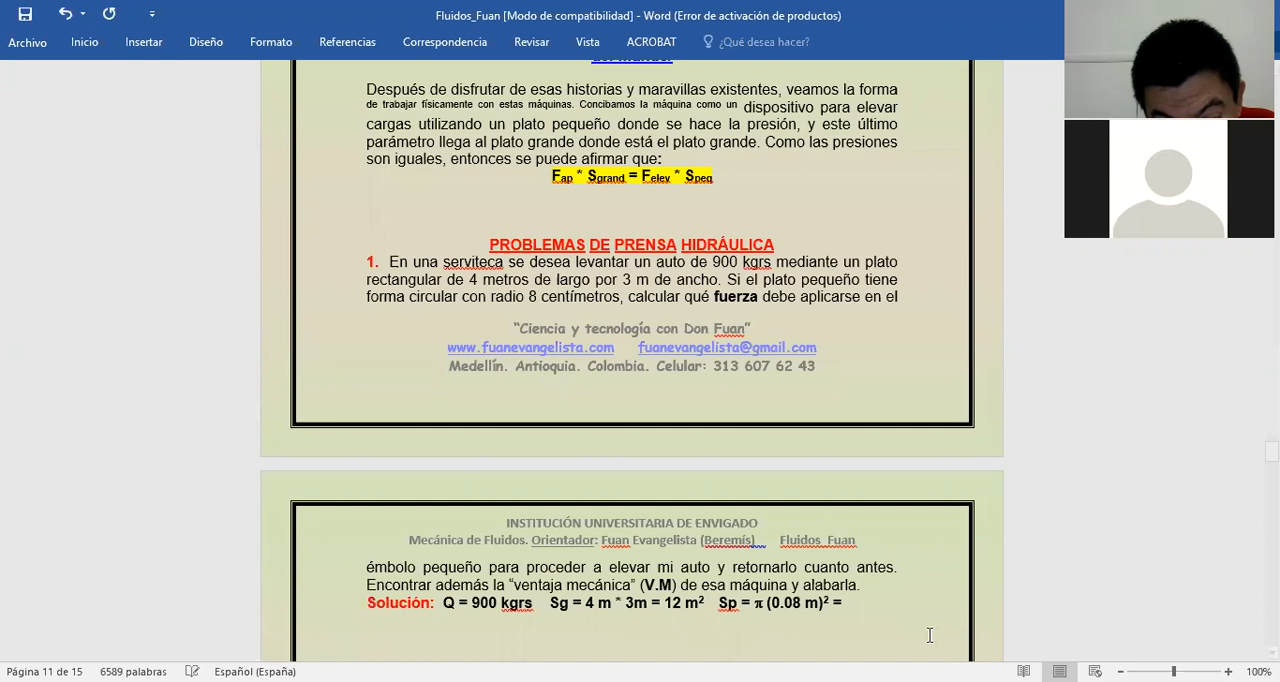 Fluidos_Fuan [Modo de compatibilidad] - Word (Error de activación de productos)
Archivo Inicio Insertar Diseño Formato Referencias Correspondencia Revisar Vista ACROBAT ¿Qué desea hacer?
Después de disfrutar de esas historias y maravillas existentes, veamos la forma
de trabajar físicamente con estas máquinas. Concibamos la máquina como un dispositivo para elevar
cargas utilizando un plato pequeño donde se hace la presión, y este último
parámetro llega al plato grande donde está el plato grande. Como las presiones
son iguales, entonces se puede afirmar que:
Fap * Sgrand = Felev * Speq
PROBLEMAS DE PRENSA HIDRÁULICA
1. En una serviteca se desea levantar un auto de 900 kgrs mediante un plato
rectangular de 4 metros de largo por 3 m de ancho. Si el plato pequeño tiene
forma circular con radio 8 centímetros, calcular qué fuerza debe aplicarse en el
“Ciencia y tecnología con Don Fuan”
www.fuanevangelista.com fuanevangelista@gmail.com
Medellín. Antioquia. Colombia. Celular: 313 607 62 43
INSTITUCIÓN UNIVERSITARIA DE ENVIGADO
Mecánica de Fluidos. Orientador: Fuan Evangelista (Beremís) Fluidos_Fuan
émbolo pequeño para proceder a elevar mi auto y retornarlo cuanto antes.
Encontrar además la “ventaja mecánica” (V.M) de esa máquina y alabarla.
Solución: Q = 900 kgrs Sg = 4 m * 3m = 12 m² Sp = π (0.08 m)² =
Página 11 de 15 6589 palabras Español (España) 100%